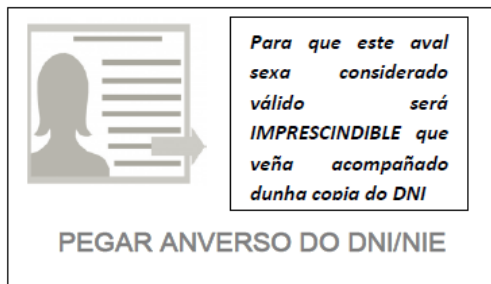 Para que este aval
sexa considerado
válido será
IMPRESCINDIBLE que
veña acompañado
dunha copia do DNI
PEGAR ANVERSO DO DNI/NIE